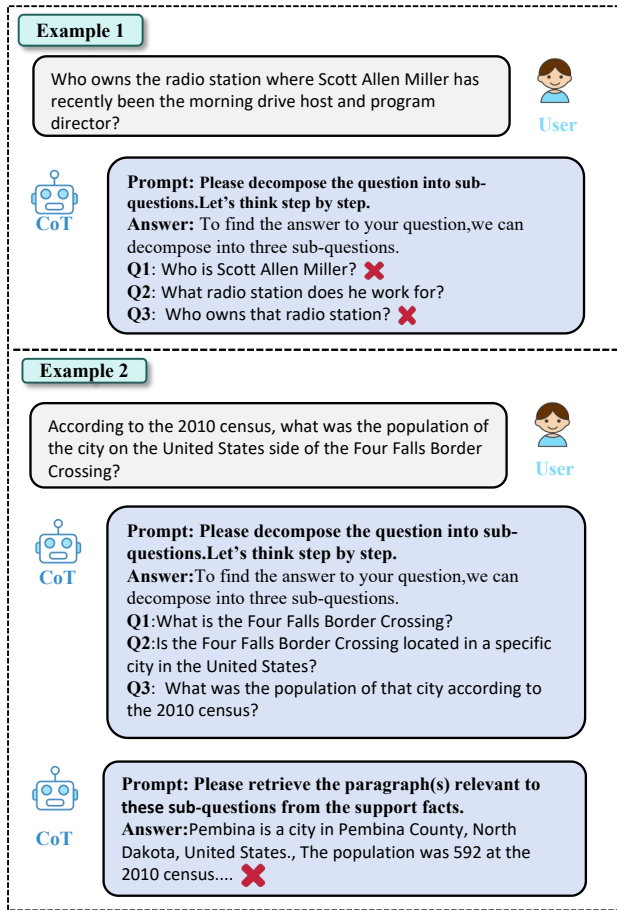 Example 1
Who owns the radio station where Scott Allen Miller has
recently been the morning drive host and program
director?
User
CoT
Prompt: Please decompose the question into sub-
questions.Let's think step by step.
Answer: To find the answer to your question,we can
decompose into three sub-questions.
Q1: Who is Scott Allen Miller?
Q2: What radio station does he work for?
Q3: Who owns that radio station?
Example 2
According to the 2010 census, what was the population of
the city on the United States side of the Four Falls Border
Crossing?
User
CoT
Prompt: Please decompose the question into sub-
questions.Let's think step by step.
Answer:To find the answer to your question,we can
decompose into three sub-questions.
Q1:What is the Four Falls Border Crossing?
Q2:Is the Four Falls Border Crossing located in a specific
city in the United States?
Q3: What was the population of that city according to
the 2010 census?
CoT
Prompt: Please retrieve the paragraph(s) relevant to
these sub-questions from the support facts.
Answer:Pembina is a city in Pembina County, North
Dakota, United States., The population was 592 at the
2010 census....